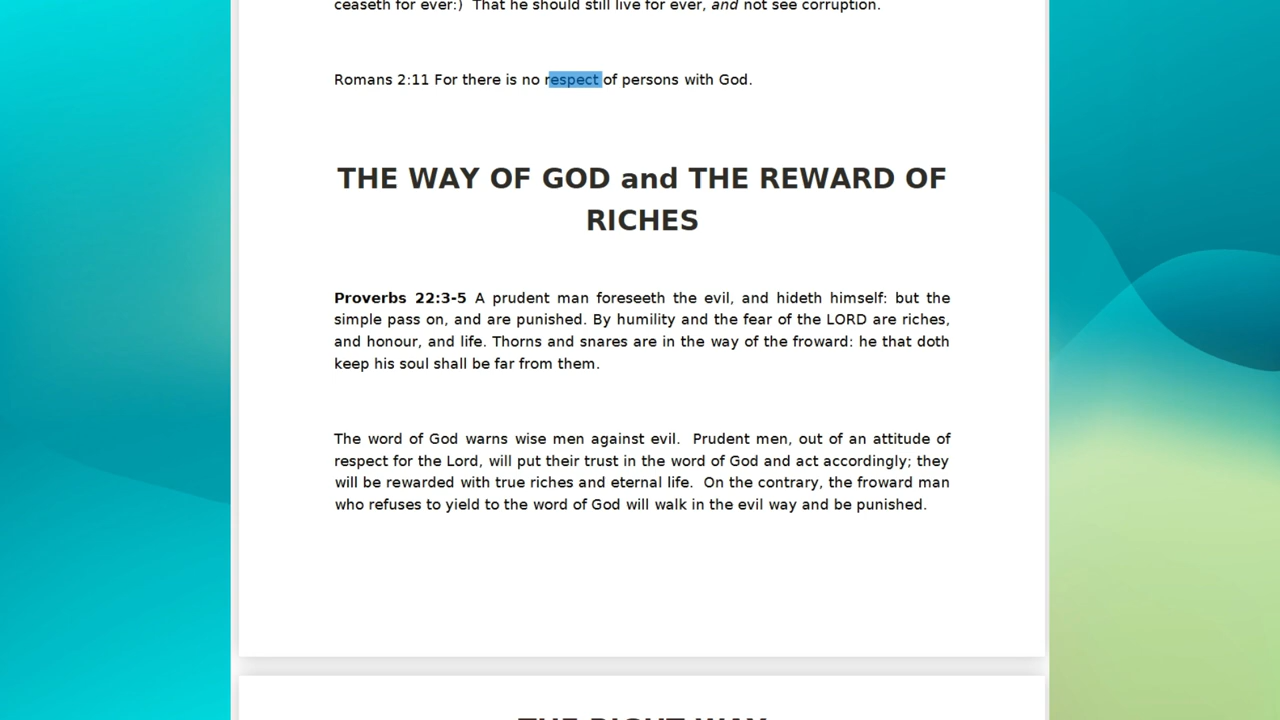 ceaseth for ever:) That he should still live for ever, and not see corruption.
Romans 2:11 For there is no respect of persons with God.
THE WAY OF GOD and THE REWARD OF
RICHES
Proverbs 22:3-5 A prudent man foreseeth the evil, and hideth himself: but the
simple pass on, and are punished. By humility and the fear of the LORD are riches,
and honour, and life. Thorns and snares are in the way of the froward: he that doth
keep his soul shall be far from them.
The word of God warns wise men against evil. Prudent men, out of an attitude of
respect for the Lord, will put their trust in the word of God and act accordingly; they
will be rewarded with true riches and eternal life. On the contrary, the froward man
who refuses to yield to the word of God will walk in the evil way and be punished.
THE RIGHT WAY